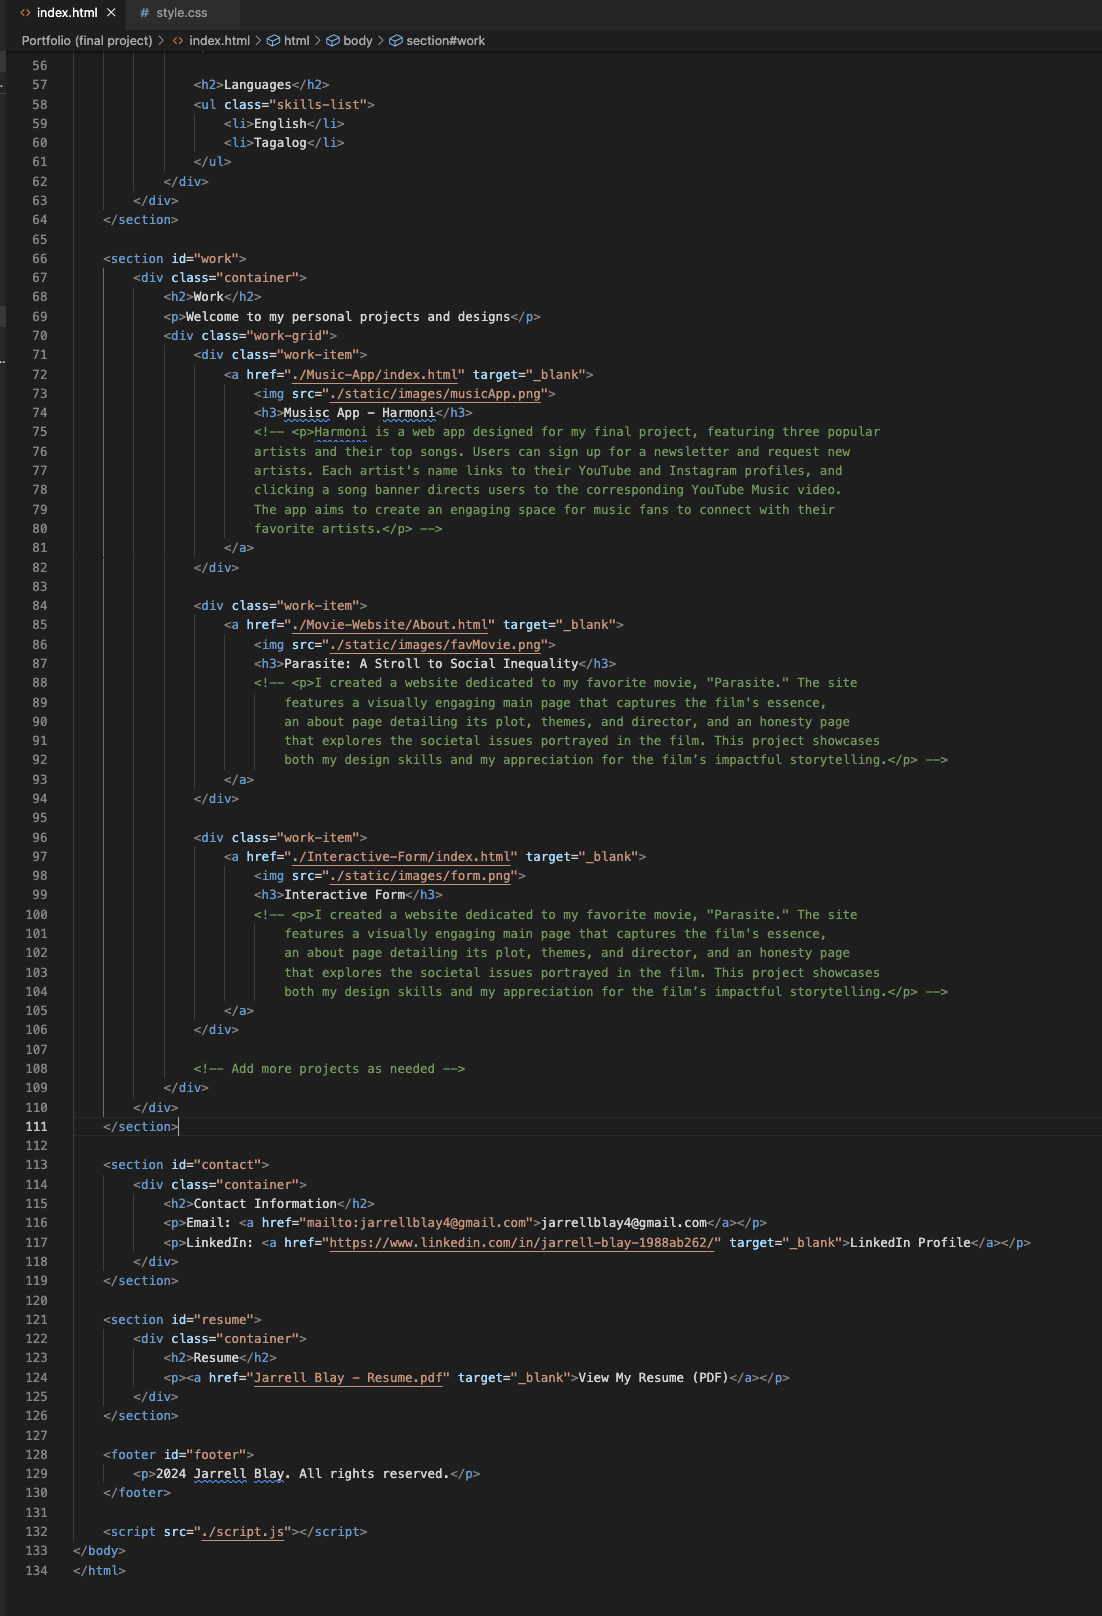 <> index.html ×
# style.css
Portfolio (final project) > <> index.html > html > body > section#work
56
57 <h2>Languages</h2>
58 <ul class="skills-list">
59 <li>English</li>
60 <li>Tagalog</li>
61 </ul>
62 </div>
63 </div>
64 </section>
65
66 <section id="work">
67 <div class="container">
68 <h2>Work</h2>
69 <p>Welcome to my personal projects and designs</p>
70 <div class="work-grid">
71 <div class="work-item">
72 <a href="./Music-App/index.html" target="_blank">
73 <img src="./static/images/musicApp.png">
74 <h3>Musisc App – Harmoni</h3>
75 <!-- <p>Harmoni is a web app designed for my final project, featuring three popular
76 artists and their top songs. Users can sign up for a newsletter and request new
77 artists. Each artist's name links to their YouTube and Instagram profiles, and
78 clicking a song banner directs users to the corresponding YouTube Music video.
79 The app aims to create an engaging space for music fans to connect with their
80 favorite artists.</p> -->
81 </a>
82 </div>
83
84 <div class="work-item">
85 <a href="./Movie-Website/About.html" target="_blank">
86 <img src="./static/images/favMovie.png">
87 <h3>Parasite: A Stroll to Social Inequality</h3>
88 <!-- <p>I created a website dedicated to my favorite movie, "Parasite." The site
89 features a visually engaging main page that captures the film's essence,
90 an about page detailing its plot, themes, and director, and an honesty page
91 that explores the societal issues portrayed in the film. This project showcases
92 both my design skills and my appreciation for the film’s impactful storytelling.</p> -->
93 </a>
94 </div>
95
96 <div class="work-item">
97 <a href="./Interactive-Form/index.html" target="_blank">
98 <img src="./static/images/form.png">
99 <h3>Interactive Form</h3>
100 <!-- <p>I created a website dedicated to my favorite movie, "Parasite." The site
101 features a visually engaging main page that captures the film's essence,
102 an about page detailing its plot, themes, and director, and an honesty page
103 that explores the societal issues portrayed in the film. This project showcases
104 both my design skills and my appreciation for the film’s impactful storytelling.</p> -->
105 </a>
106 </div>
107
108 <!-- Add more projects as needed -->
109 </div>
110 </div>
111 </section>
112
113 <section id="contact">
114 <div class="container">
115 <h2>Contact Information</h2>
116 <p>Email: <a href="mailto:jarrellblay4@gmail.com">jarrellblay4@gmail.com</a></p>
117 <p>LinkedIn: <a href="https://www.linkedin.com/in/jarrell-blay-1988ab262/" target="_blank">LinkedIn Profile</a></p>
118 </div>
119 </section>
120
121 <section id="resume">
122 <div class="container">
123 <h2>Resume</h2>
124 <p><a href="Jarrell Blay – Resume.pdf" target="_blank">View My Resume (PDF)</a></p>
125 </div>
126 </section>
127
128 <footer id="footer">
129 <p>2024 Jarrell Blay. All rights reserved.</p>
130 </footer>
131
132 <script src="./script.js"></script>
133 </body>
134 </html>